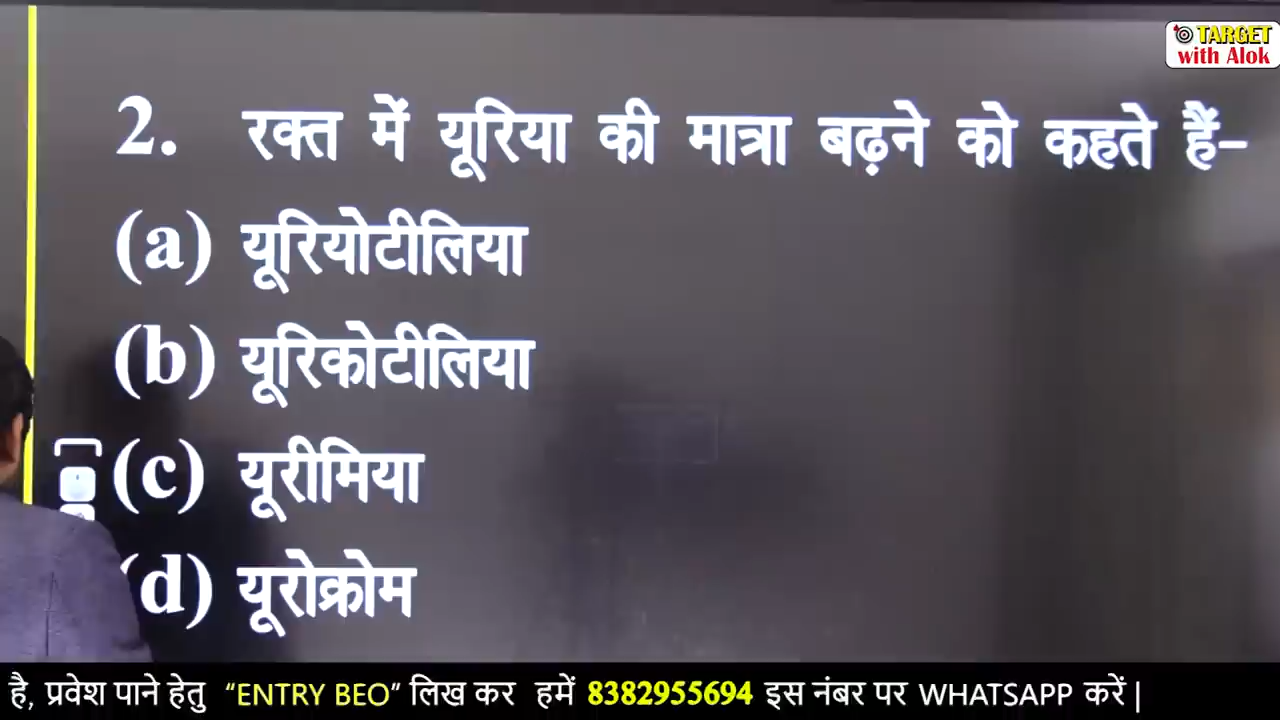 TARGET
with Alok
2. रक्त में यूरिया की मात्रा बढ़ने को कहते हैं-
(a) यूरियोटीलिया
(b) यूरिकोटीलिया
(c) यूरीमिया
(d) यूरोक्रोम
है, प्रवेश पाने हेतु “ENTRY BEO” लिख कर हमें 8382955694 इस नंबर पर WHATSAPP करें |